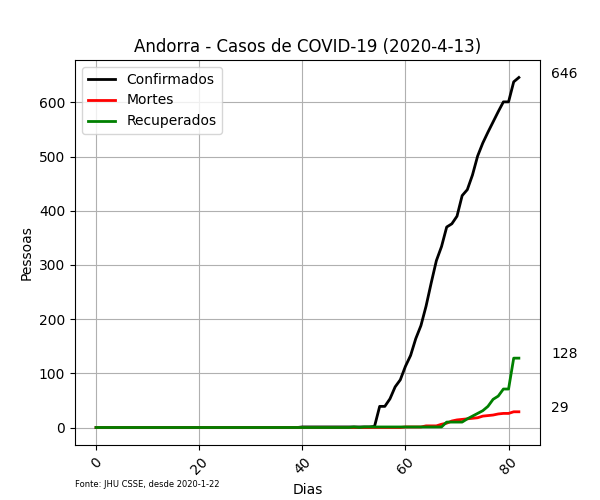 Andorra - Casos de COVID-19 (2020-4-13)
Confirmados
Mortes
Recuperados
646
128
29
Pessoas
600
500
400
300
200
100
0
0 20 40 60 80
Dias
Fonte: JHU CSSE, desde 2020-1-22